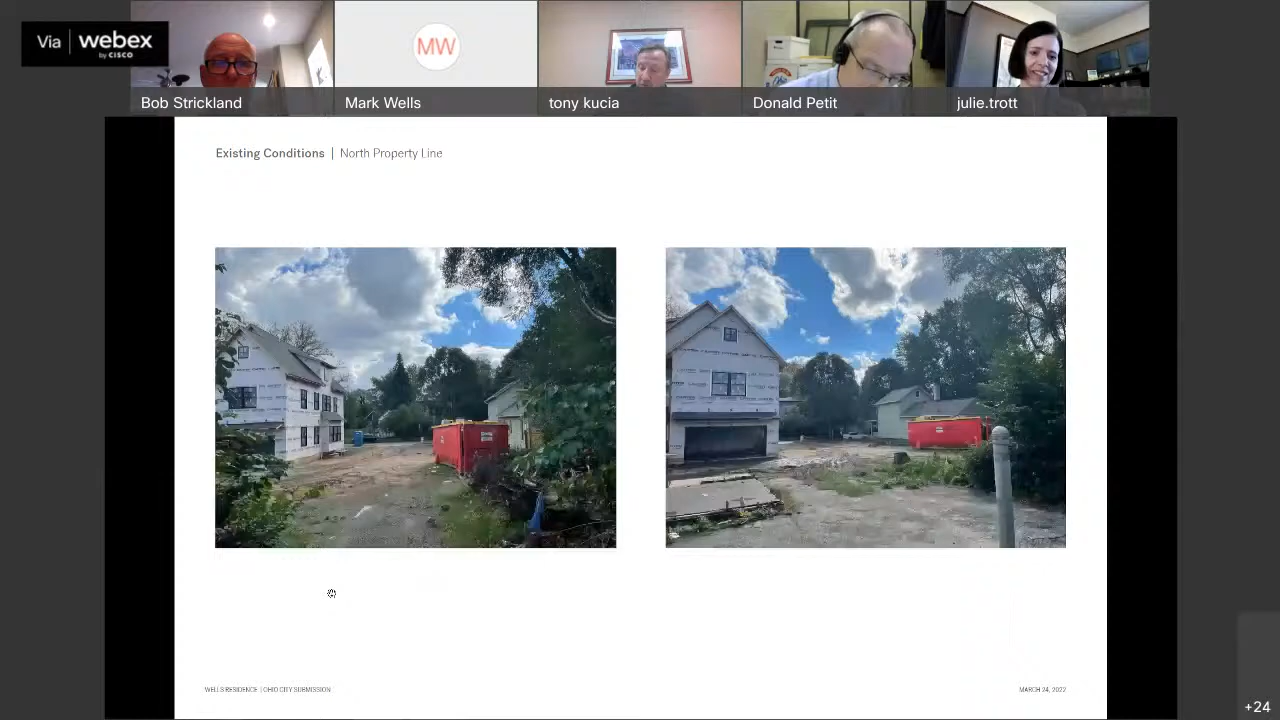 Via | webex
by CISCO
MW
Bob Strickland
Mark Wells
tony kucia
Donald Petit
julie.trott
Existing Conditions | North Property Line
WELLS RESIDENCE | OHIO CITY SUBMISSION
MARCH 24, 2022
+24